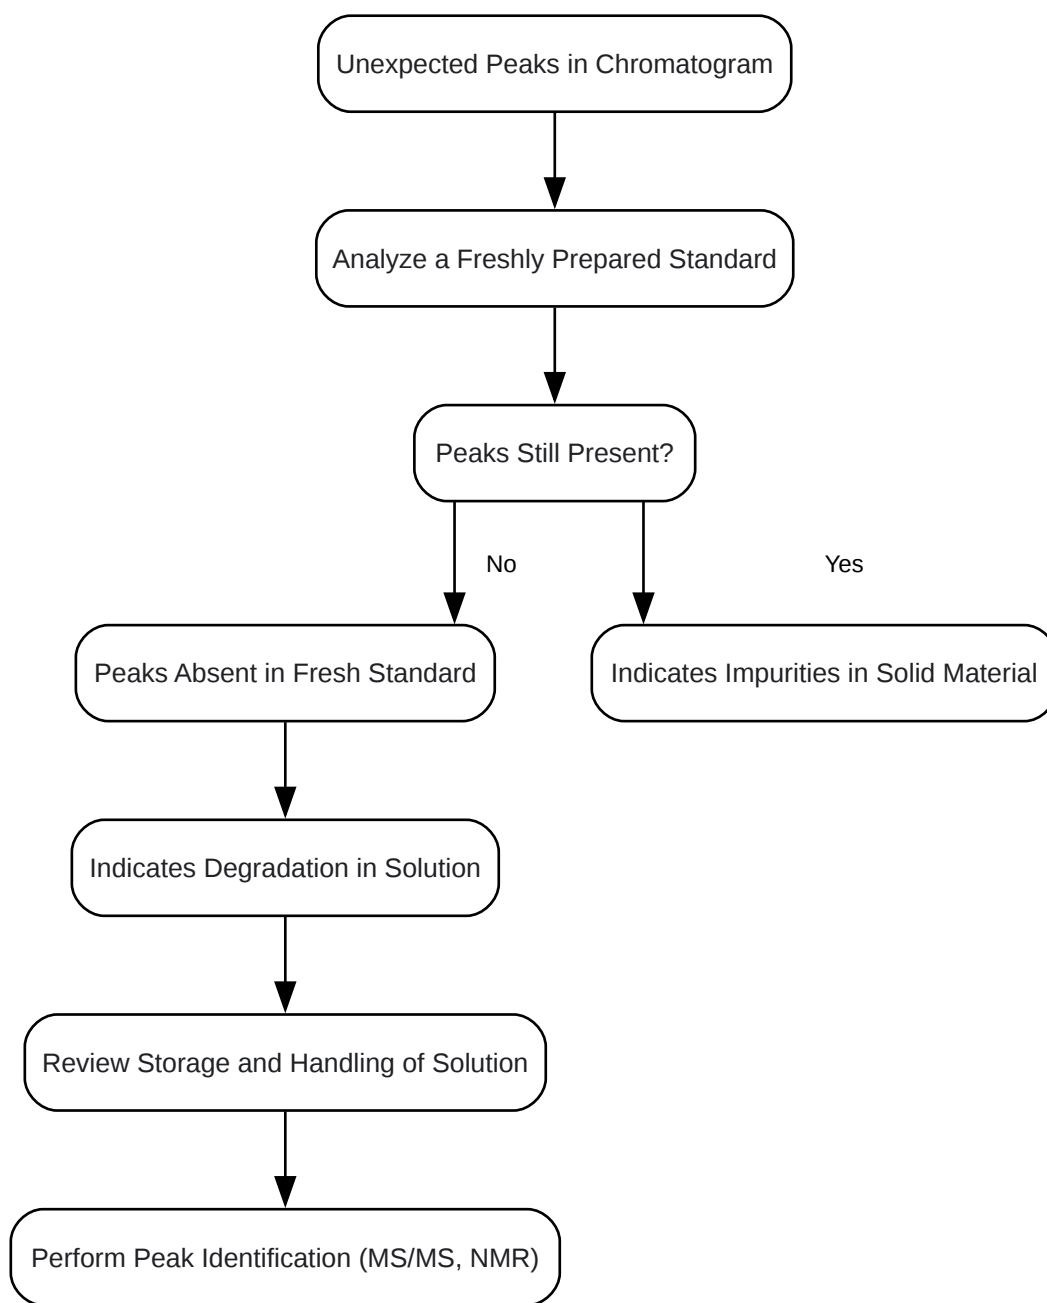 Unexpected Peaks in Chromatogram
Analyze a Freshly Prepared Standard
Peaks Still Present?
No
Yes
Peaks Absent in Fresh Standard
Indicates Impurities in Solid Material
Indicates Degradation in Solution
Review Storage and Handling of Solution
Perform Peak Identification (MS/MS, NMR)